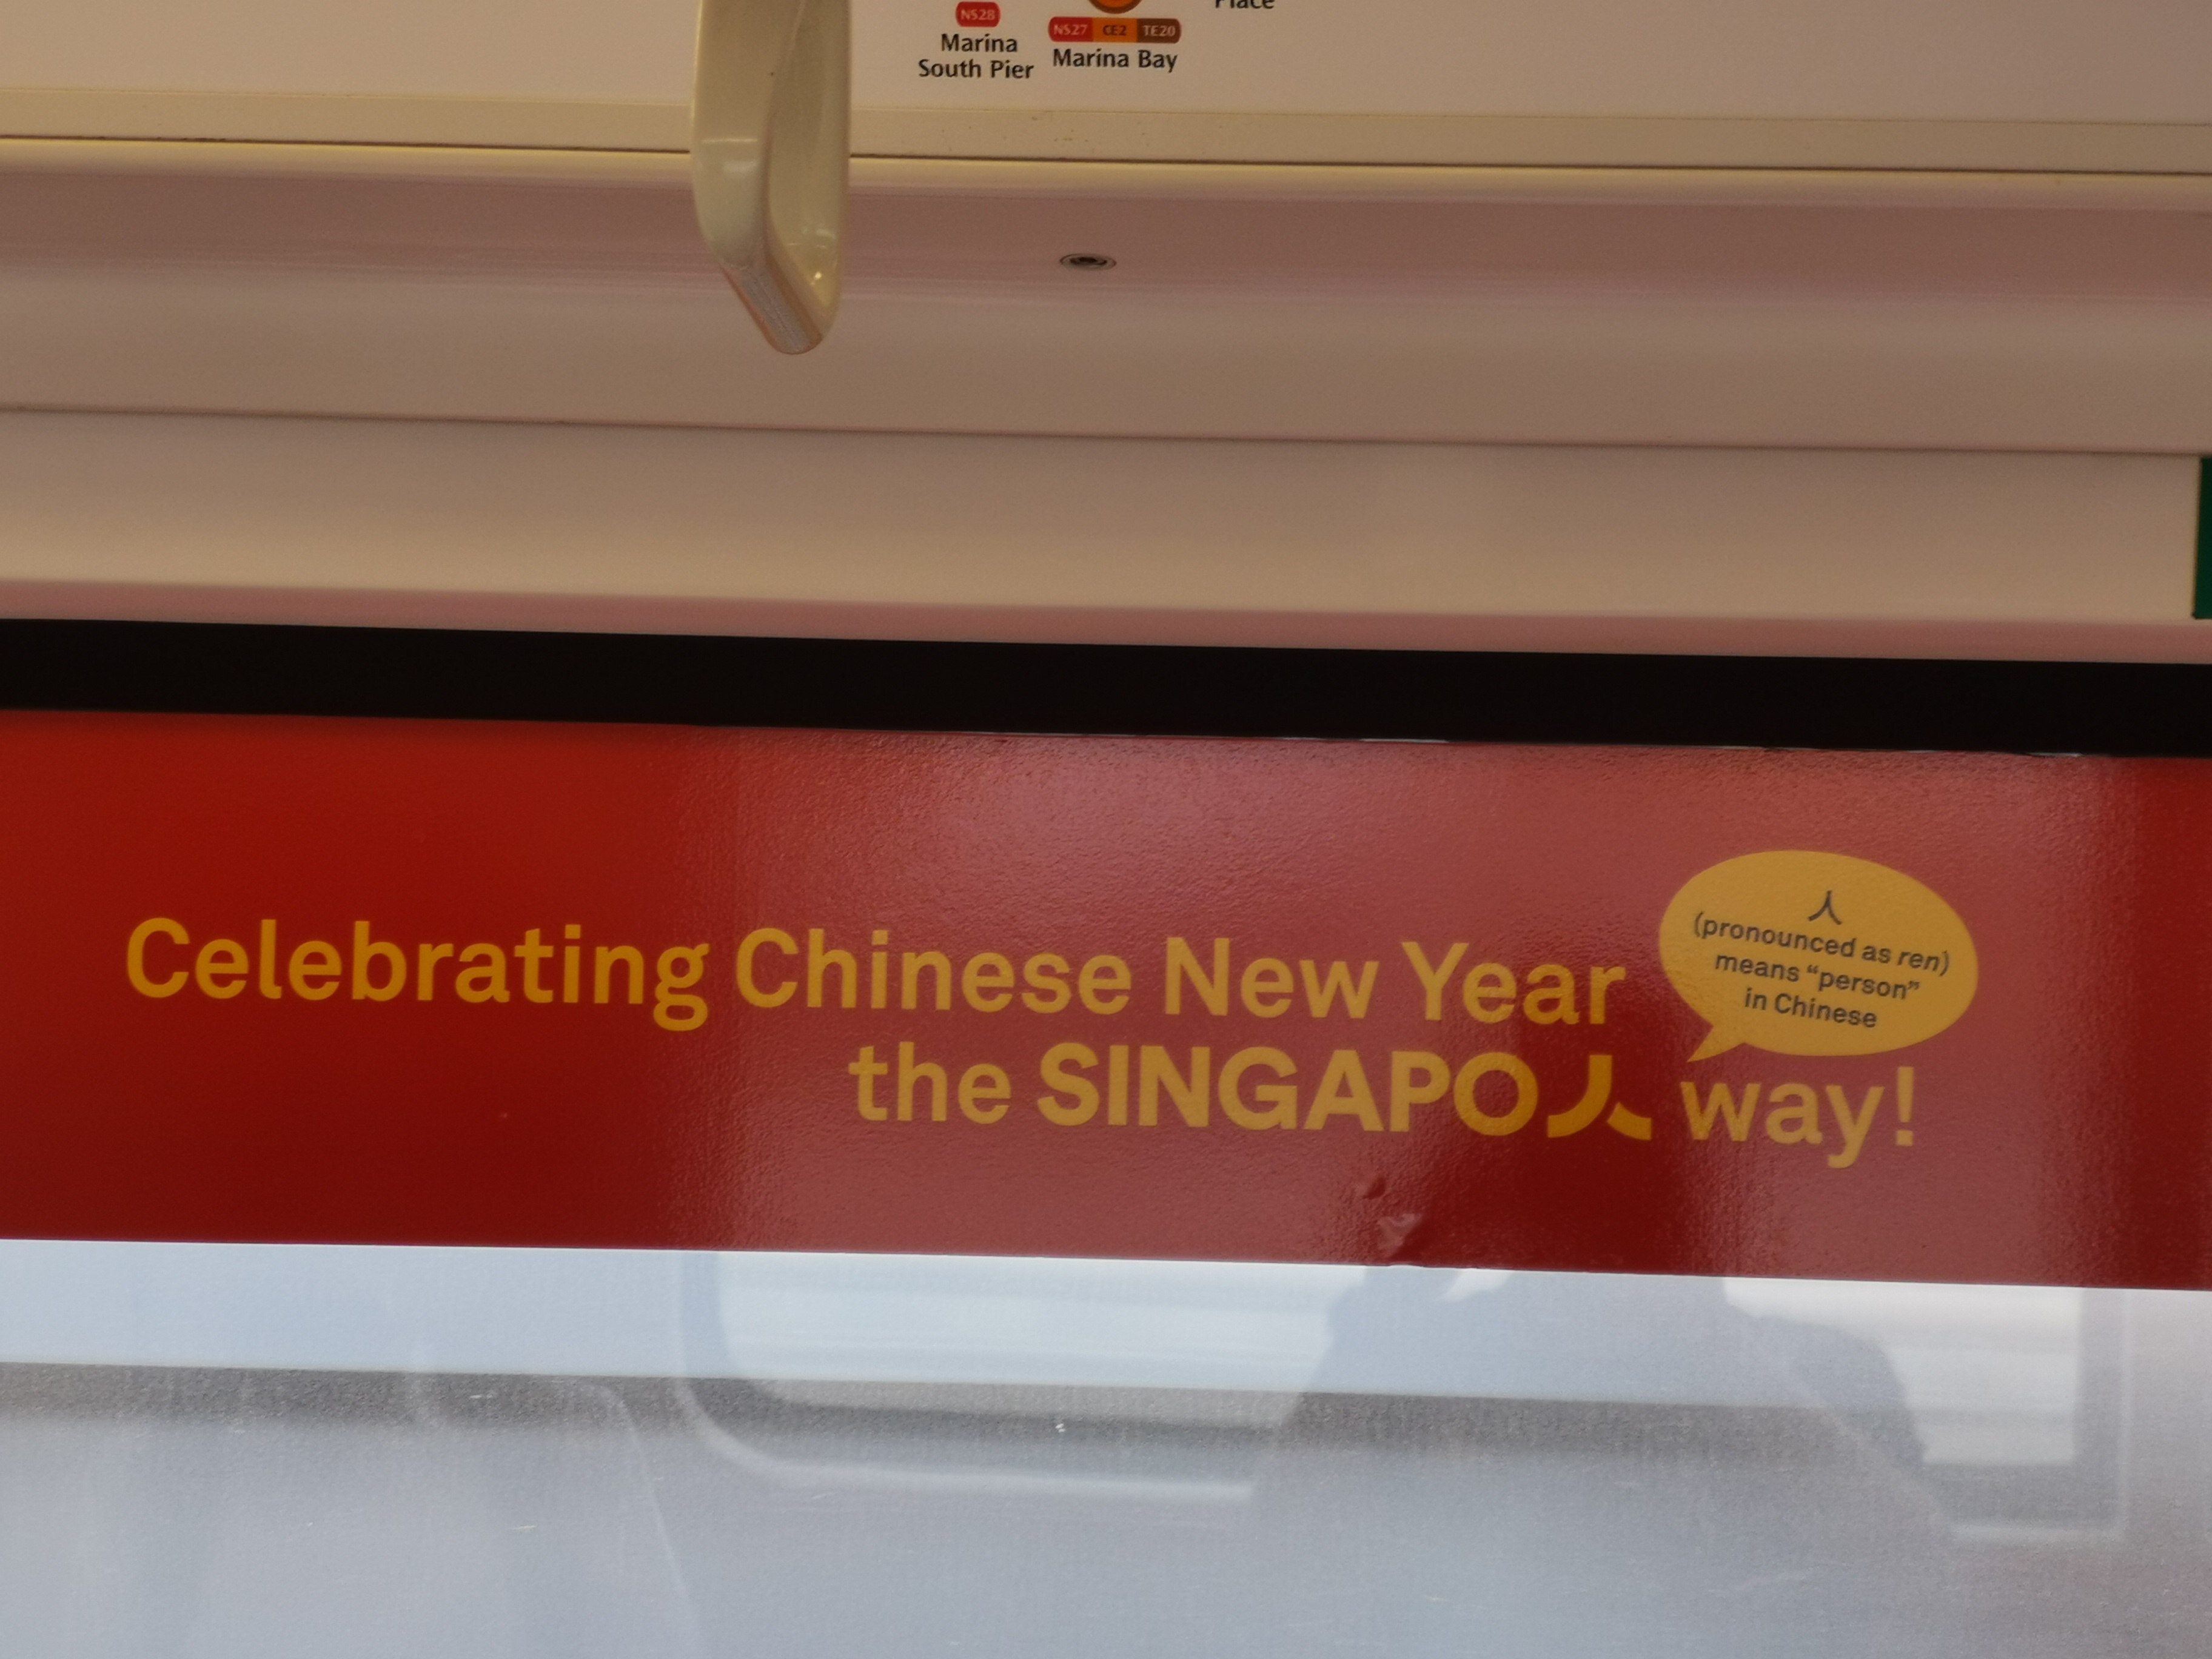 Place
NS28
Marina
South Pier
NS27 CE2 TE20
Marina Bay
Celebrating Chinese New Year
the SINGAPO人 way!
人
(pronounced as ren)
means “person”
in Chinese